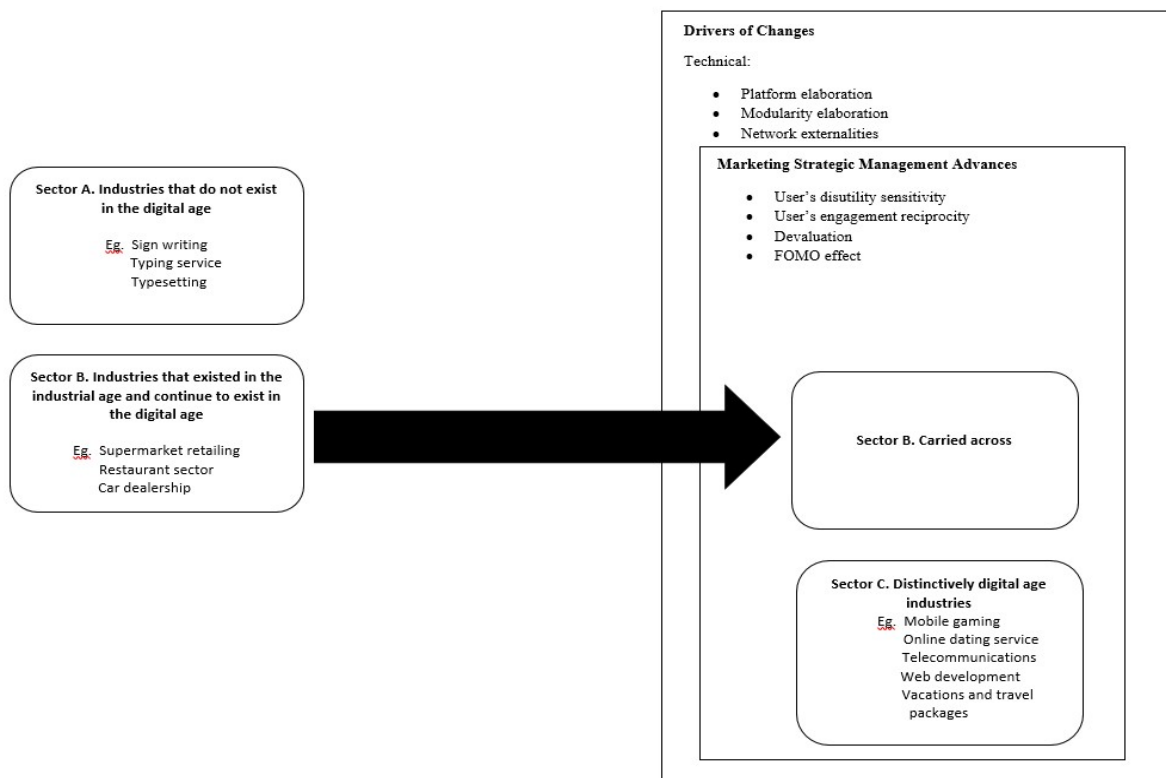 Drivers of Changes
Technical:
• Platform elaboration
• Modularity elaboration
• Network externalities
Marketing Strategic Management Advances
• User’s disutility sensitivity
• User’s engagement reciprocity
• Devaluation
• FOMO effect
Sector A. Industries that do not exist
in the digital age
Eg. Sign writing
Typing service
Typesetting
Sector B. Industries that existed in the
industrial age and continue to exist in
the digital age
Eg. Supermarket retailing
Restaurant sector
Car dealership
Sector B. Carried across
Sector C. Distinctively digital age
industries
Eg. Mobile gaming
Online dating service
Telecommunications
Web development
Vacations and travel
packages